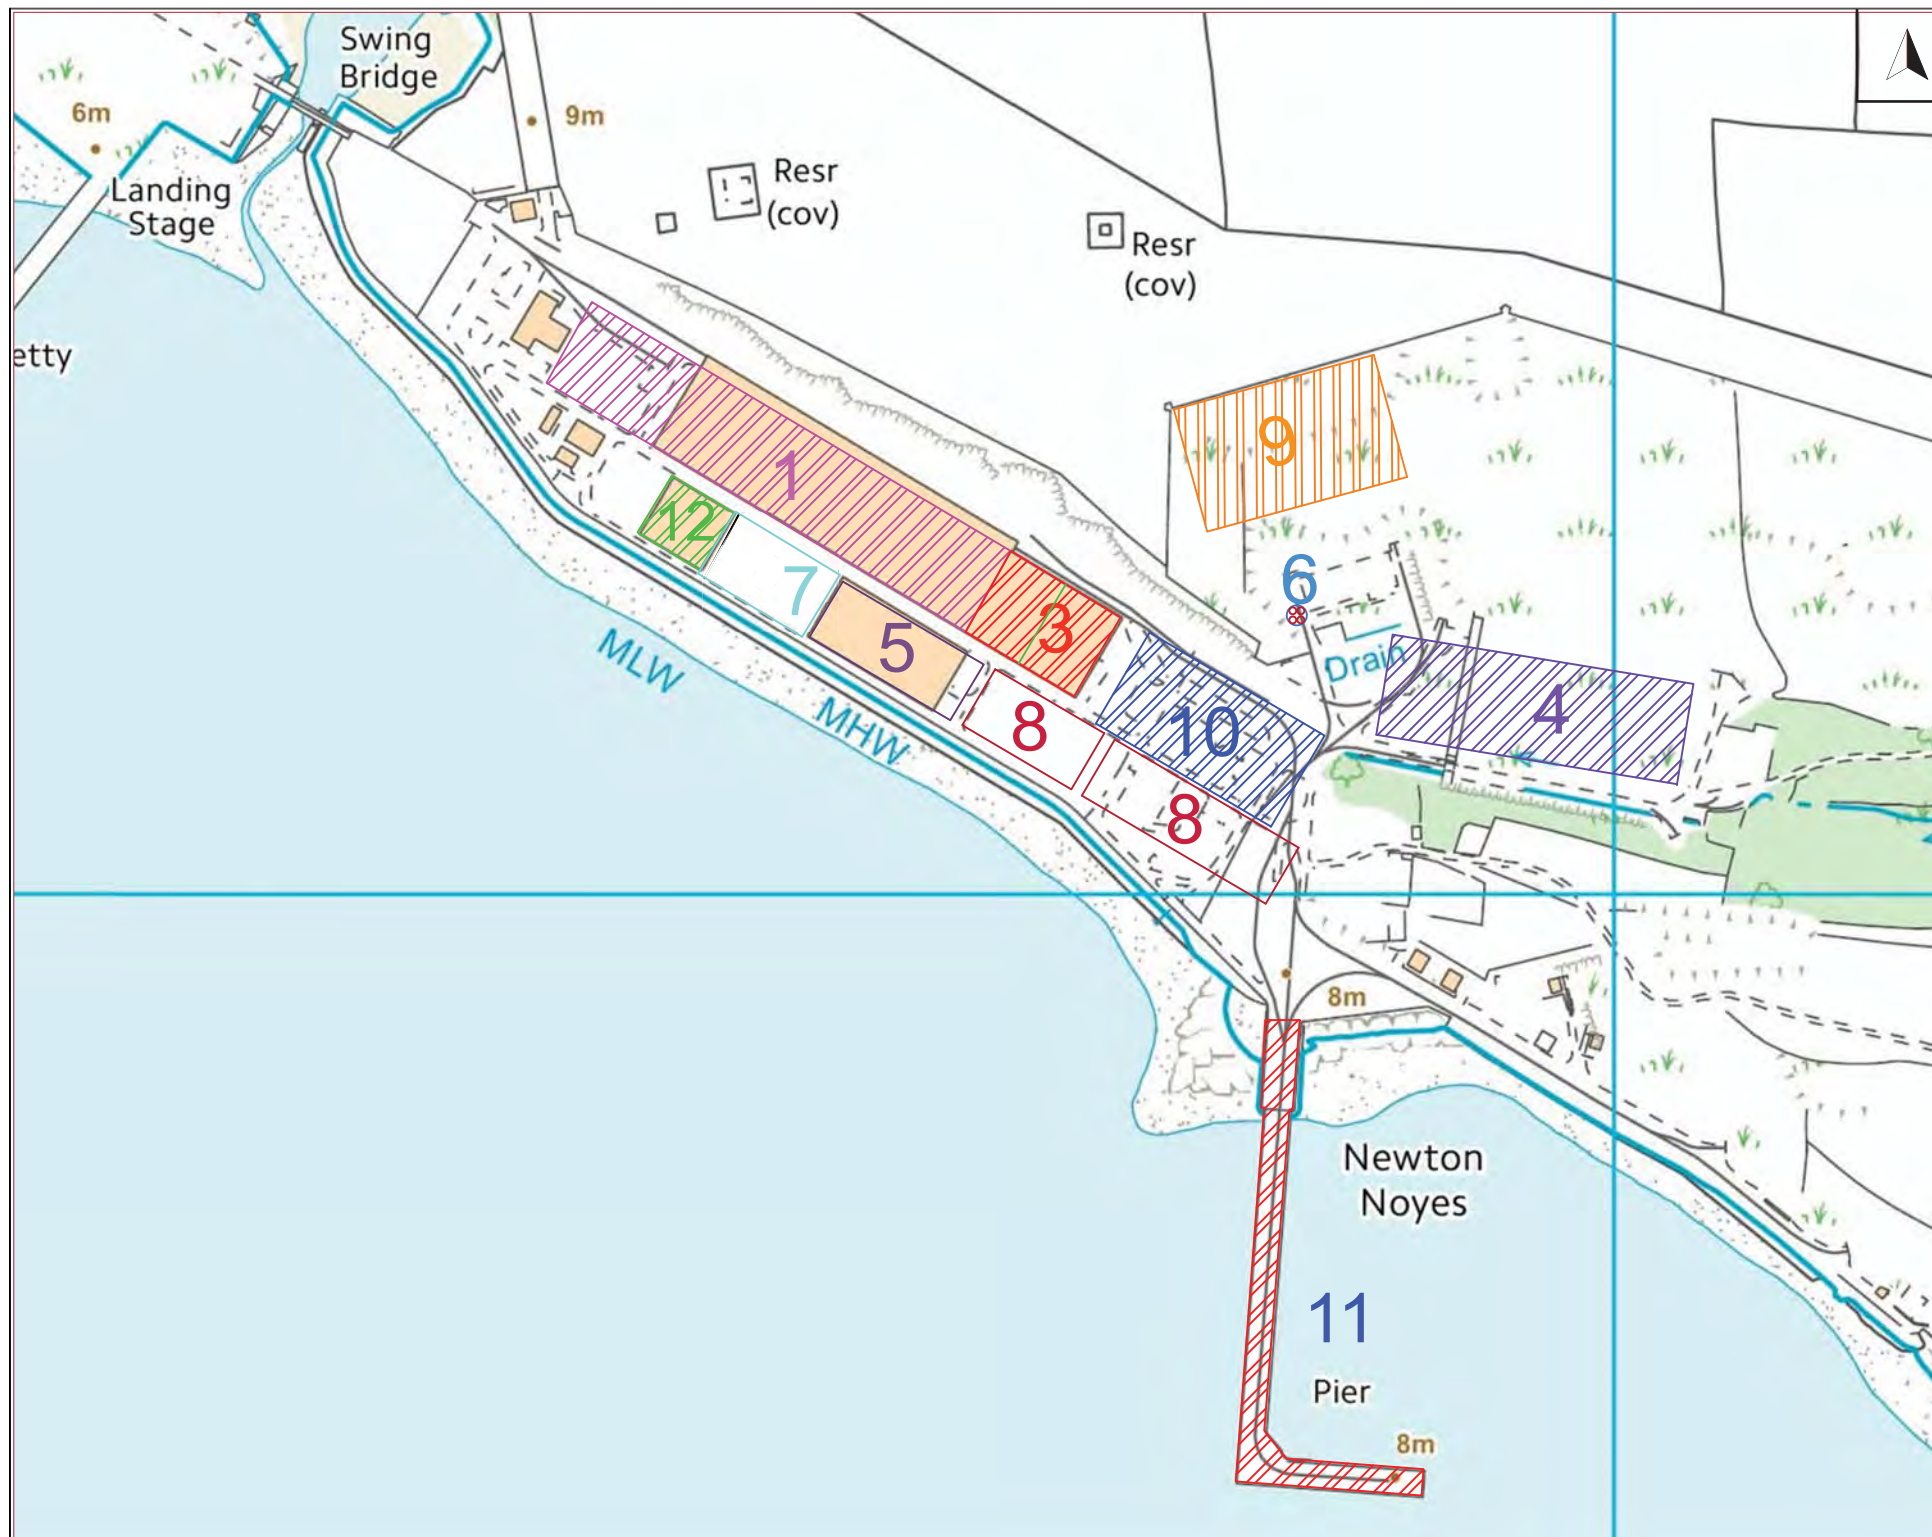 Swing
Bridge
6m
9m
Landing
Stage
Resr
(cov)
Resr
(cov)
etty
1
9
12
7
6
3
5
Drain
4
MLW
8
10
MHW
8
8m
Newton
Noyes
11
Pier
8m